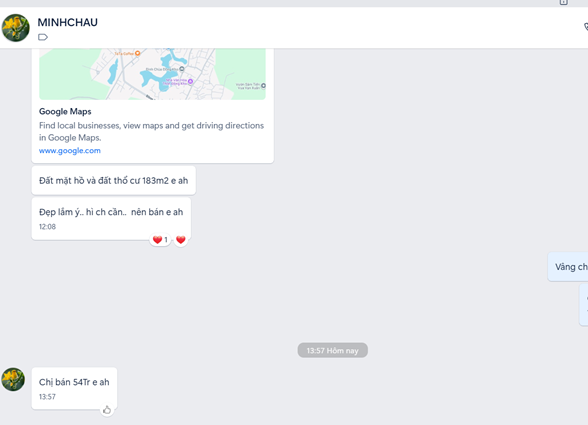 MINHCHAU
Google Maps
Find local businesses, view maps and get driving directions
in Google Maps.
www.google.com
Đất mặt hồ và đất thổ cư 183m2 e ah
Đẹp lắm ý.. hi ch cần.. nên bán e ah
12:08
1
Vâng ch
13:57 Hôm nay
Chị bán 54Tr e ah
13:57